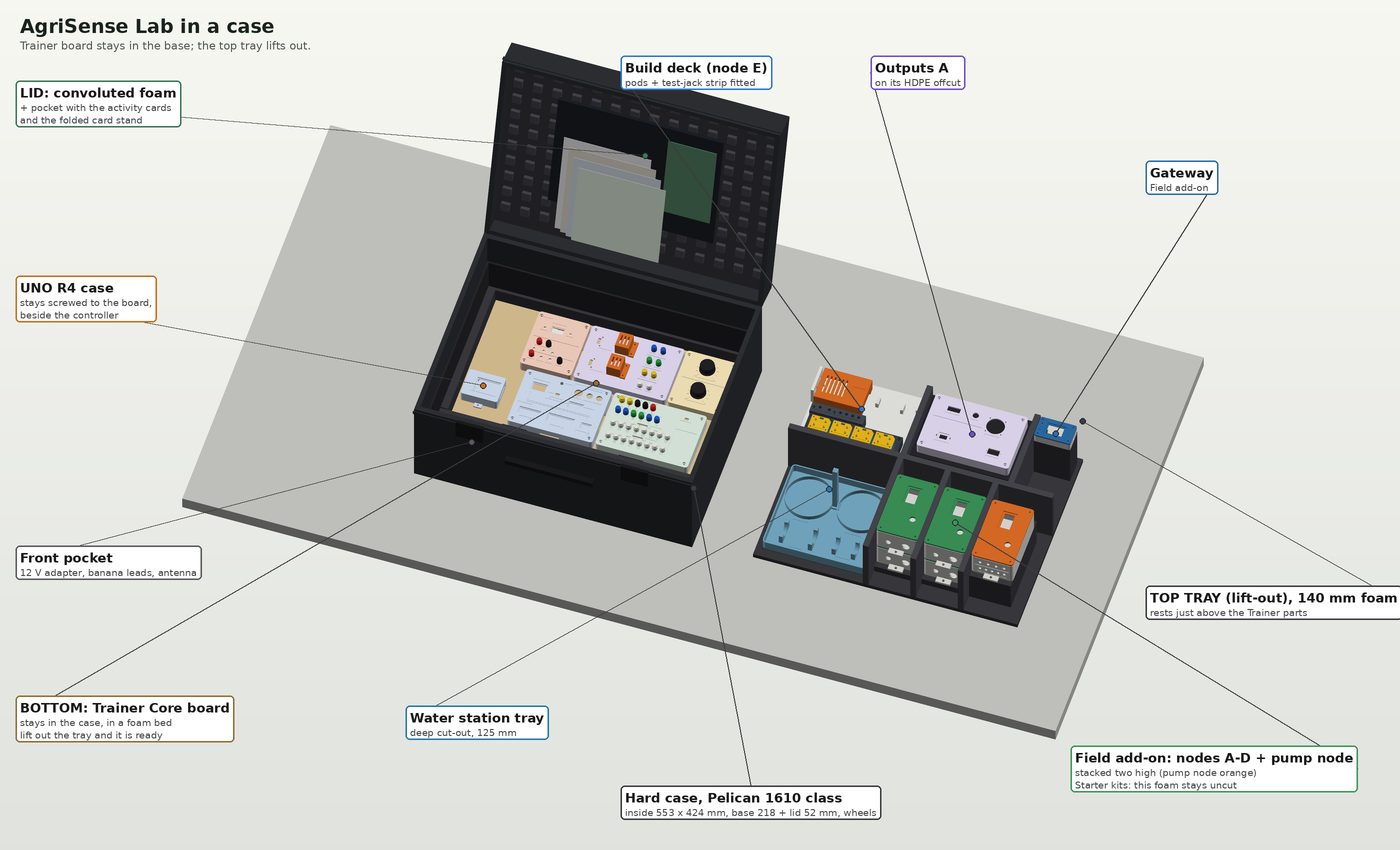 AgriSense Lab in a case
Trainer board stays in the base; the top tray lifts out.
Build deck (node E)
pods + test-jack strip fitted
Outputs A
on its HDPE offcut
LID: convoluted foam
+ pocket with the activity cards
and the folded card stand
Gateway
Field add-on
UNO R4 case
stays screwed to the board,
beside the controller
Front pocket
12 V adapter, banana leads, antenna
TOP TRAY (lift-out), 140 mm foam
rests just above the Trainer parts
BOTTOM: Trainer Core board
stays in the case, in a foam bed
lift out the tray and it is ready
Water station tray
deep cut-out, 125 mm
Field add-on: nodes A-D + pump node
stacked two high (pump node orange)
Starter kits: this foam stays uncut
Hard case, Pelican 1610 class
inside 553 x 424 mm, base 218 + lid 52 mm, wheels